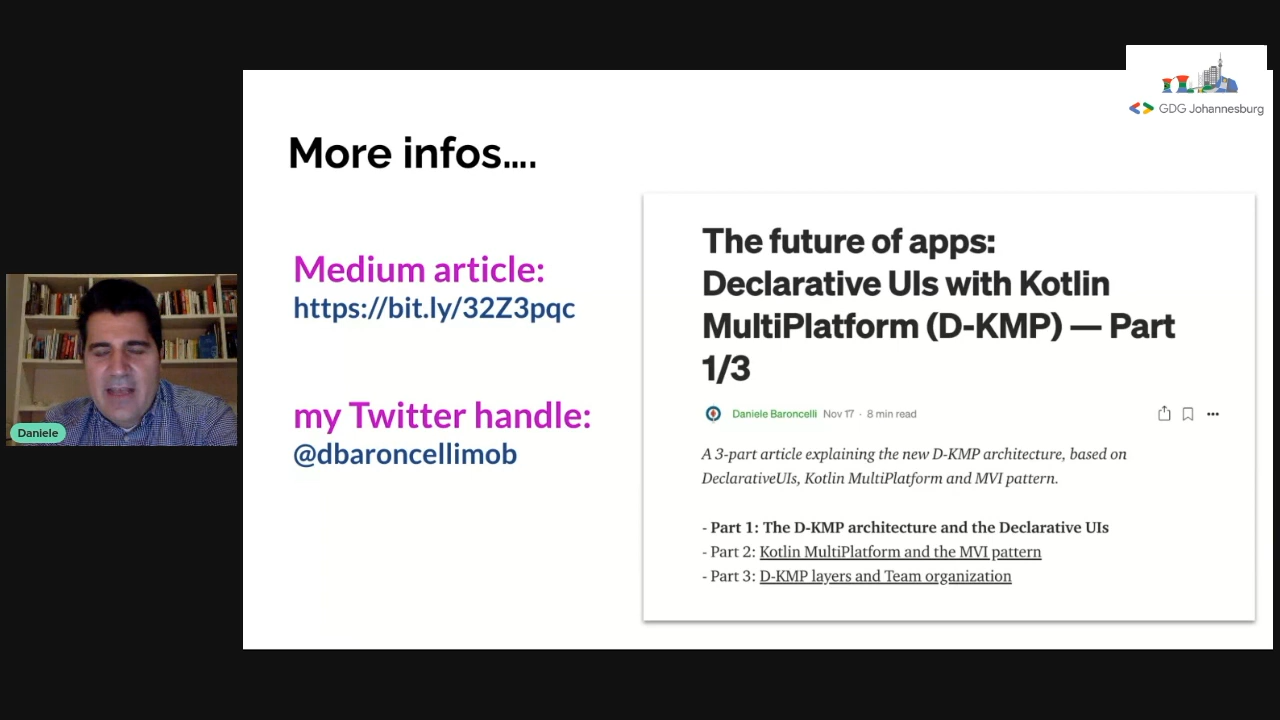 GDG Johannesburg
More infos....
Medium article:
https://bit.ly/32Z3pqc
my Twitter handle:
@dbaroncellimob
The future of apps:
Declarative UIs with Kotlin
MultiPlatform (D-KMP) — Part
1/3
Daniele Baroncelli Nov 17 · 8 min read
A 3-part article explaining the new D-KMP architecture, based on
DeclarativeUIs, Kotlin MultiPlatform and MVI pattern.
- Part 1: The D-KMP architecture and the Declarative UIs
- Part 2: Kotlin MultiPlatform and the MVI pattern
- Part 3: D-KMP layers and Team organization
Daniele